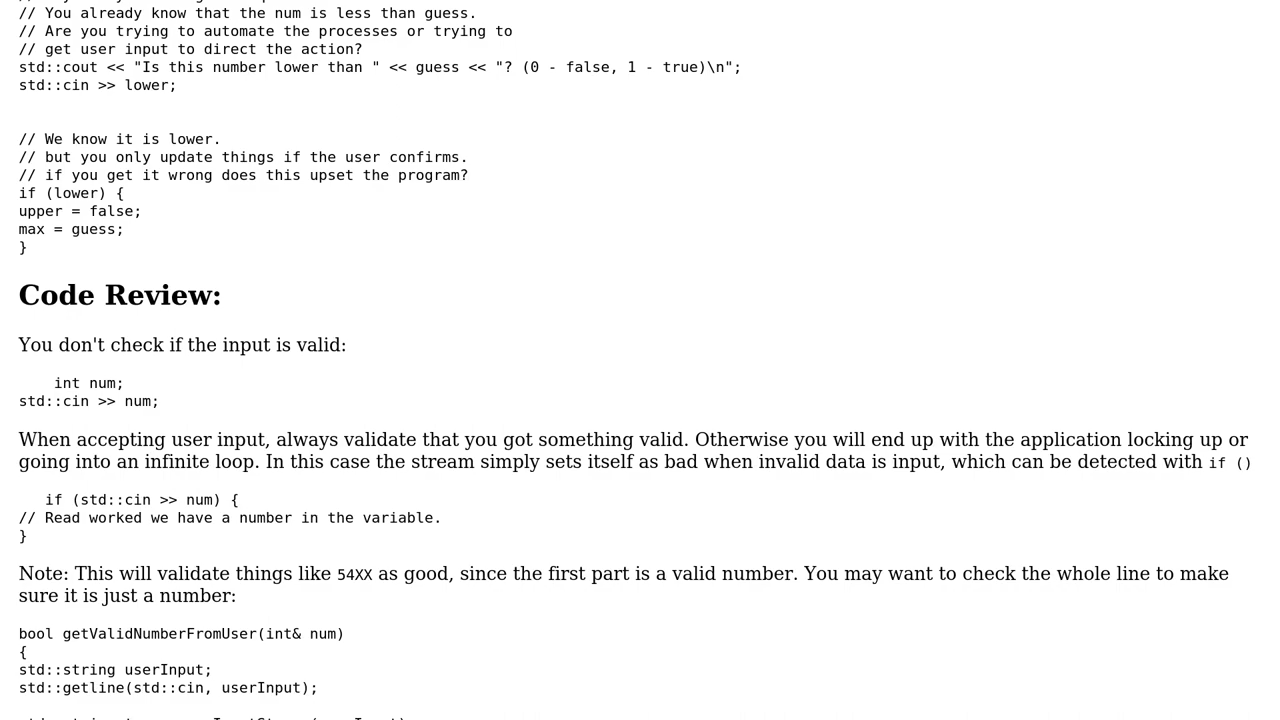 // You already know that the num is less than guess.
// Are you trying to automate the processes or trying to
// get user input to direct the action?
std::cout << "Is this number lower than " << guess << "? (0 - false, 1 - true)\n";
std::cin >> lower;
// We know it is lower.
// but you only update things if the user confirms.
// if you get it wrong does this upset the program?
if (lower) {
upper = false;
max = guess;
}
Code Review:
You don't check if the input is valid:
int num;
std::cin >> num;
When accepting user input, always validate that you got something valid. Otherwise you will end up with the application locking up or
going into an infinite loop. In this case the stream simply sets itself as bad when invalid data is input, which can be detected with if ()
if (std::cin >> num) {
// Read worked we have a number in the variable.
}
Note: This will validate things like 54XX as good, since the first part is a valid number. You may want to check the whole line to make
sure it is just a number:
bool getValidNumberFromUser(int& num)
{
std::string userInput;
std::getline(std::cin, userInput);